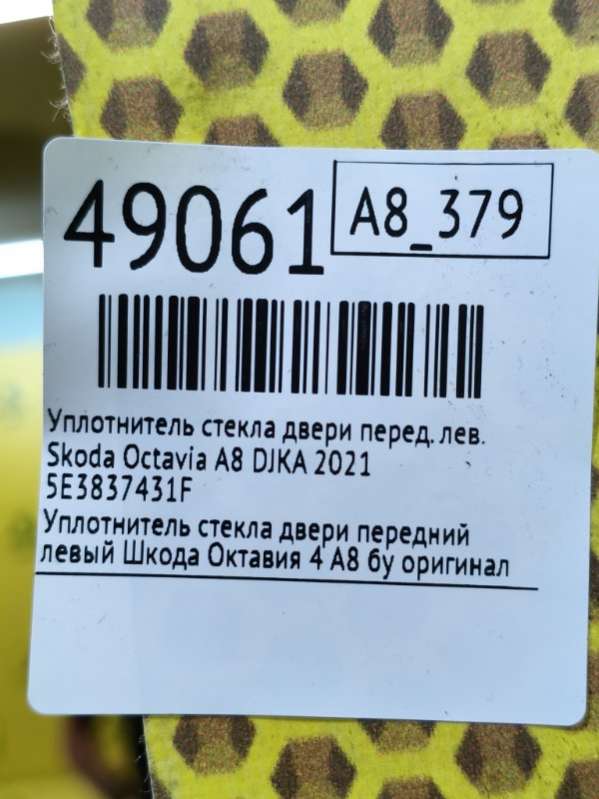 49061
A8_379
Уплотнитель стекла двери перед. лев.
Skoda Octavia A8 DJKA 2021
5E3837431F
Уплотнитель стекла двери передний
левый Шкода Октавия 4 А8 бу оригинал